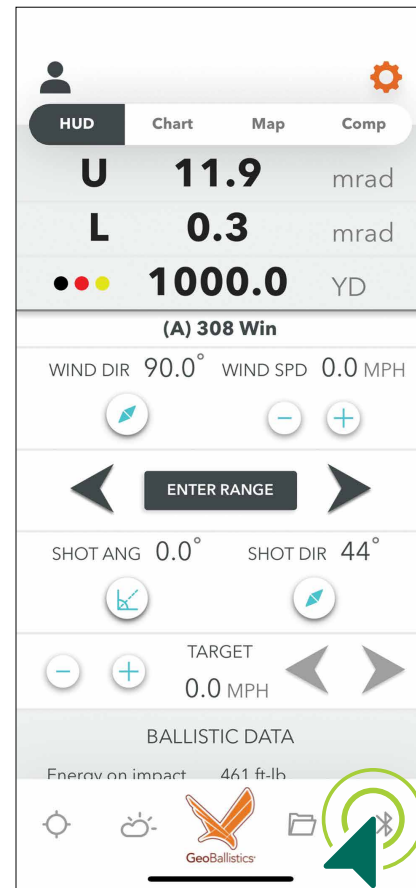 HUD Chart Map Comp
U 11.9 mrad
L 0.3 mrad
1000.0 YD
(A) 308 Win
WIND DIR 90.0° WIND SPD 0.0 MPH
ENTER RANGE
SHOT ANG 0.0° SHOT DIR 44°
TARGET
0.0 MPH
BALLISTIC DATA
Energy on impact 461 ft-lb
GeoBallistics